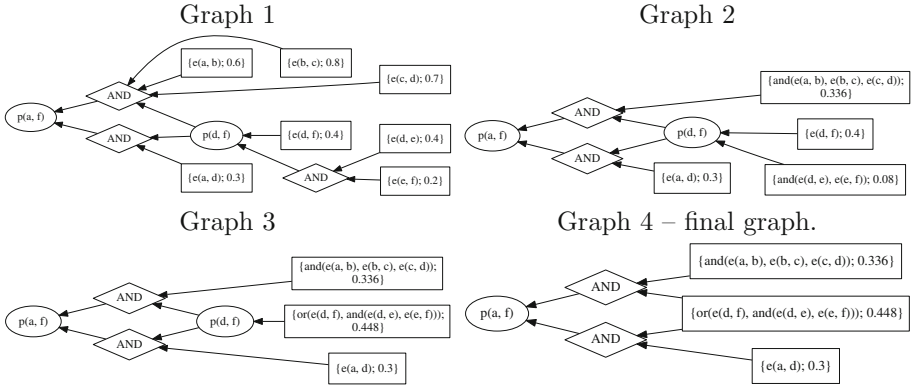 Graph 1
{e(a, b); 0.6}
{e(b, c); 0.8}
{e(c, d); 0.7}
AND
p(a, f)
AND
p(d, f)
{e(d, f); 0.4}
{e(d, e); 0.4}
{e(a, d); 0.3}
AND
{e(e, f); 0.2}
Graph 2
{and(e(a, b), e(b, c), e(c, d));
0.336}
AND
p(a, f)
p(d, f)
{e(d, f); 0.4}
AND
{e(a, d); 0.3}
{and(e(d, e), e(e, f)); 0.08}
Graph 3
{and(e(a, b), e(b, c), e(c, d));
0.336}
AND
p(a, f)
p(d, f)
{or(e(d, f), and(e(d, e), e(e, f)));
0.448}
AND
{e(a, d); 0.3}
Graph 4 – final graph.
{and(e(a, b), e(b, c), e(c, d)); 0.336}
AND
p(a, f)
{or(e(d, f), and(e(d, e), e(e, f))); 0.448}
AND
{e(a, d); 0.3}